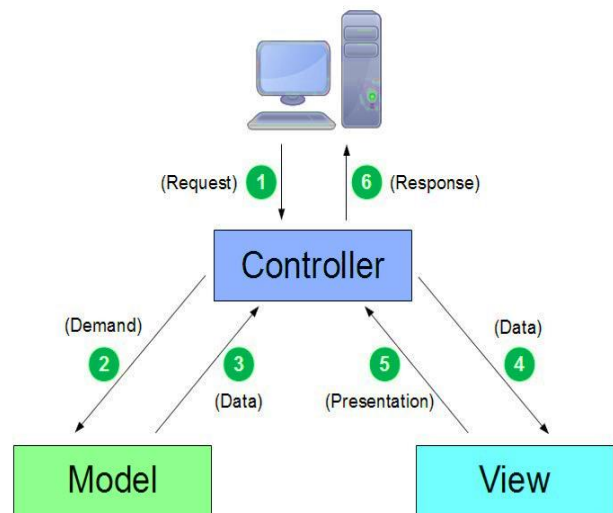 (Request) 1
6 (Response)
Controller
(Demand)
2
3
(Data)
(Data)
4
5
(Presentation)
Model
View